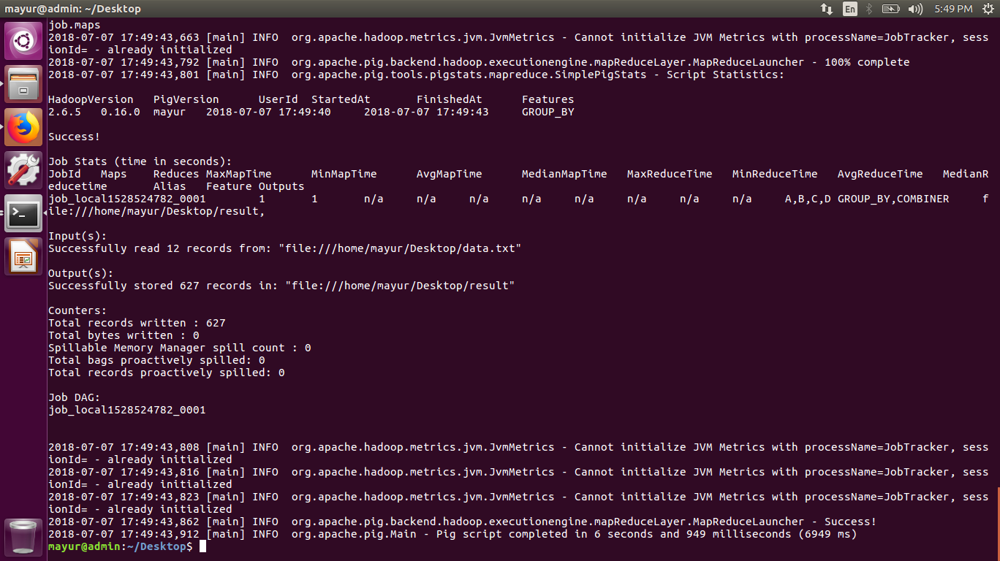 mayur@admin: ~/Desktop
En
5:49 PM
job.maps
2018-07-07 17:49:43,663 [main] INFO  org.apache.hadoop.metrics.jvm.JvmMetrics - Cannot initialize JVM Metrics with processName=JobTracker, sess
ionId= - already initialized
2018-07-07 17:49:43,792 [main] INFO  org.apache.pig.backend.hadoop.executionengine.mapReduceLayer.MapReduceLauncher - 100% complete
2018-07-07 17:49:43,801 [main] INFO  org.apache.pig.tools.pigstats.mapreduce.SimplePigStats - Script Statistics:
HadoopVersion   PigVersion      UserId  StartedAt       FinishedAt      Features
2.6.5   0.16.0  mayur   2018-07-07 17:49:40     2018-07-07 17:49:43     GROUP_BY
Success!
Job Stats (time in seconds):
JobId   Maps    Reduces MaxMapTime      MinMapTime      AvgMapTime      MedianMapTime   MaxReduceTime   MinReduceTime   AvgReduceTime   MedianR
educetime       Alias   Feature Outputs
job_local1528524782_0001        1       1       n/a     n/a     n/a     n/a     n/a     n/a     n/a     n/a     A,B,C,D GROUP_BY,COMBINER     f
ile:///home/mayur/Desktop/result,
Input(s):
Successfully read 12 records from: "file:///home/mayur/Desktop/data.txt"
Output(s):
Successfully stored 627 records in: "file:///home/mayur/Desktop/result"
Counters:
Total records written : 627
Total bytes written : 0
Spillable Memory Manager spill count : 0
Total bags proactively spilled: 0
Total records proactively spilled: 0
Job DAG:
job_local1528524782_0001
2018-07-07 17:49:43,808 [main] INFO  org.apache.hadoop.metrics.jvm.JvmMetrics - Cannot initialize JVM Metrics with processName=JobTracker, sess
ionId= - already initialized
2018-07-07 17:49:43,816 [main] INFO  org.apache.hadoop.metrics.jvm.JvmMetrics - Cannot initialize JVM Metrics with processName=JobTracker, sess
ionId= - already initialized
2018-07-07 17:49:43,823 [main] INFO  org.apache.hadoop.metrics.jvm.JvmMetrics - Cannot initialize JVM Metrics with processName=JobTracker, sess
ionId= - already initialized
2018-07-07 17:49:43,862 [main] INFO  org.apache.pig.backend.hadoop.executionengine.mapReduceLayer.MapReduceLauncher - Success!
2018-07-07 17:49:43,912 [main] INFO  org.apache.pig.Main - Pig script completed in 6 seconds and 949 milliseconds (6949 ms)
mayur@admin:~/Desktop$